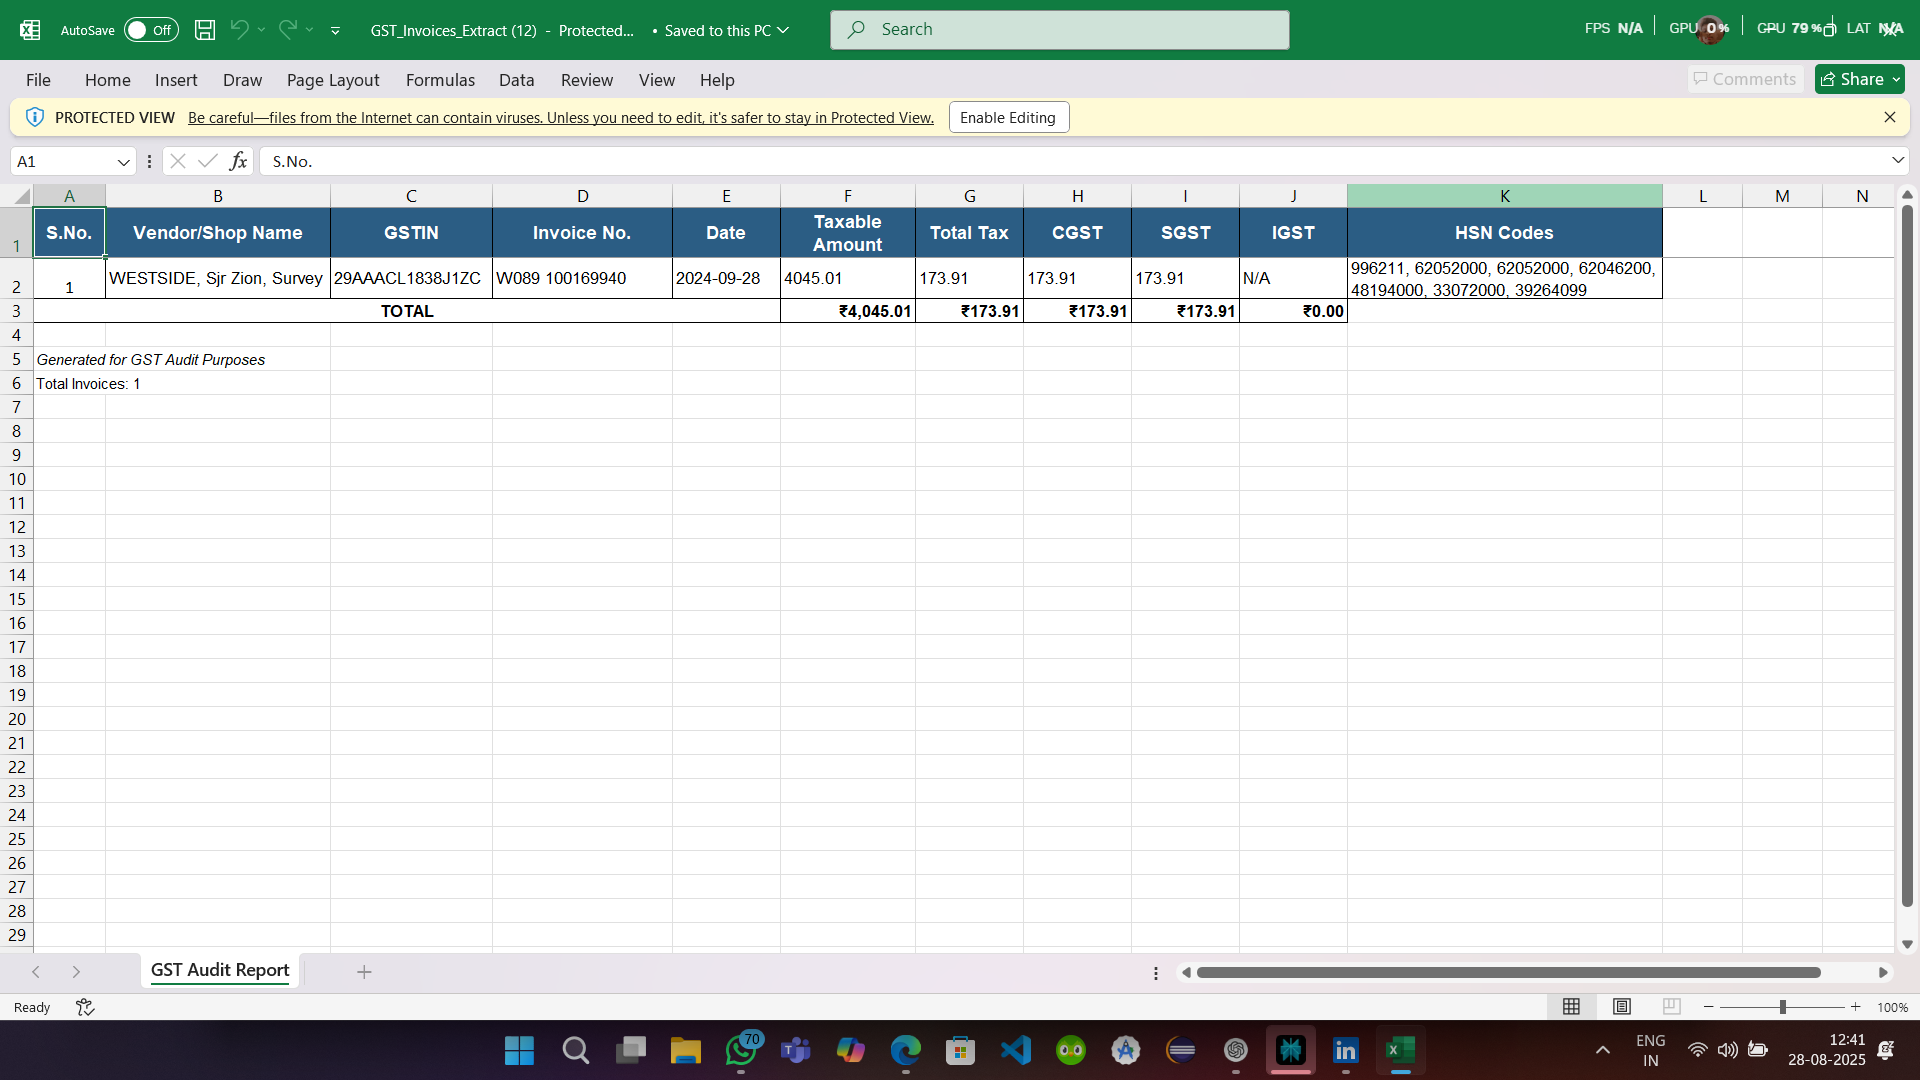 AutoSave Off GST_Invoices_Extract (12) - Protected... • Saved to this PC Search FPS N/A GPU 0% CPU 79% LAT N/A
File Home Insert Draw Page Layout Formulas Data Review View Help Comments Share
PROTECTED VIEW Be careful—files from the Internet can contain viruses. Unless you need to edit, it's safer to stay in Protected View. Enable Editing
A1 fx S.No.
A B C D E F G H I J K L M N
1 S.No. Vendor/Shop Name GSTIN Invoice No. Date Taxable Amount Total Tax CGST SGST IGST HSN Codes
2 1 WESTSIDE, Sjr Zion, Survey 29AAACL1838J1ZC W089 100169940 2024-09-28 4045.01 173.91 173.91 173.91 N/A 996211, 62052000, 62052000, 62046200, 48194000, 33072000, 39264099
3 TOTAL ₹4,045.01 ₹173.91 ₹173.91 ₹173.91 ₹0.00
4
5 Generated for GST Audit Purposes
6 Total Invoices: 1
7
8
9
10
11
12
13
14
15
16
17
18
19
20
21
22
23
24
25
26
27
28
29
GST Audit Report
Ready 100%
70 ENG IN 12:41 28-08-2025